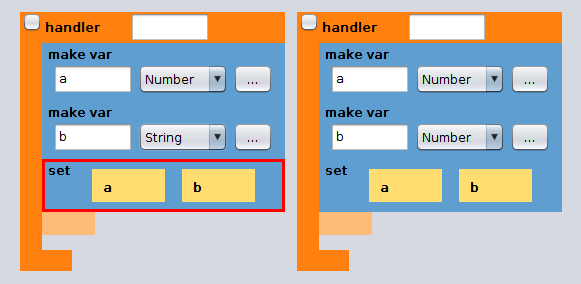 handler
make var
a Number ...
make var
b String ...
set
a b
handler
make var
a Number ...
make var
b Number ...
set
a b